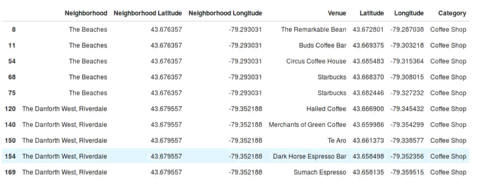 Neighborhood Neighborhood Latitude Neighborhood Longitude Venue Latitude Longitude Category
8 The Beaches 43.676357 -79.293031 The Remarkable Bean 43.672801 -79.287038 Coffee Shop
11 The Beaches 43.676357 -79.293031 Buds Coffee Bar 43.669375 -79.303218 Coffee Shop
54 The Beaches 43.676357 -79.293031 Circus Coffee House 43.685483 -79.315364 Coffee Shop
68 The Beaches 43.676357 -79.293031 Starbucks 43.668370 -79.308015 Coffee Shop
75 The Beaches 43.676357 -79.293031 Starbucks 43.682446 -79.327232 Coffee Shop
120 The Danforth West, Riverdale 43.679557 -79.352188 Hailed Coffee 43.666900 -79.345432 Coffee Shop
140 The Danforth West, Riverdale 43.679557 -79.352188 Merchants of Green Coffee 43.659986 -79.354299 Coffee Shop
150 The Danforth West, Riverdale 43.679557 -79.352188 Te Aro 43.661373 -79.338577 Coffee Shop
154 The Danforth West, Riverdale 43.679557 -79.352188 Dark Horse Espresso Bar 43.658498 -79.352356 Coffee Shop
169 The Danforth West, Riverdale 43.679557 -79.352188 Sumach Espresso 43.658135 -79.359515 Coffee Shop